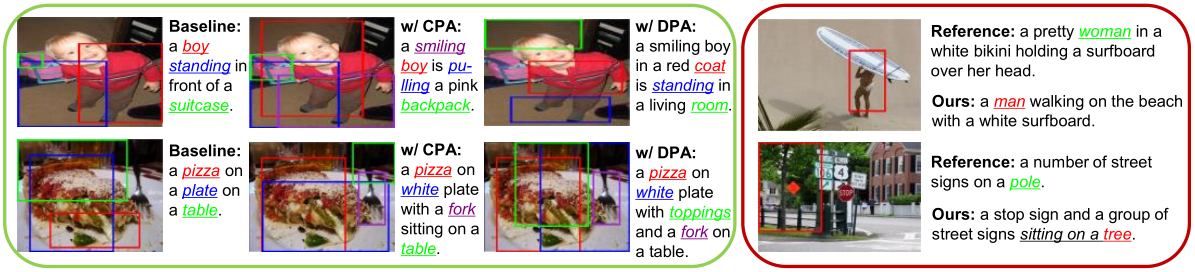 Baseline:
a boy
standing in
front of a
suitcase.
w/ CPA:
a smiling
boy is pu-
lling a pink
backpack.
w/ DPA:
a smiling boy
in a red coat
is standing in
a living room.
Baseline:
a pizza on
a plate on
a table.
w/ CPA:
a pizza on
white plate
with a fork
sitting on a
table.
w/ DPA:
a pizza on
white plate
with toppings
and a fork on
a table.
Reference: a pretty woman in a
white bikini holding a surfboard
over her head.
Ours: a man walking on the beach
with a white surfboard.
Reference: a number of street
signs on a pole.
Ours: a stop sign and a group of
street signs sitting on a tree.
4
STOP